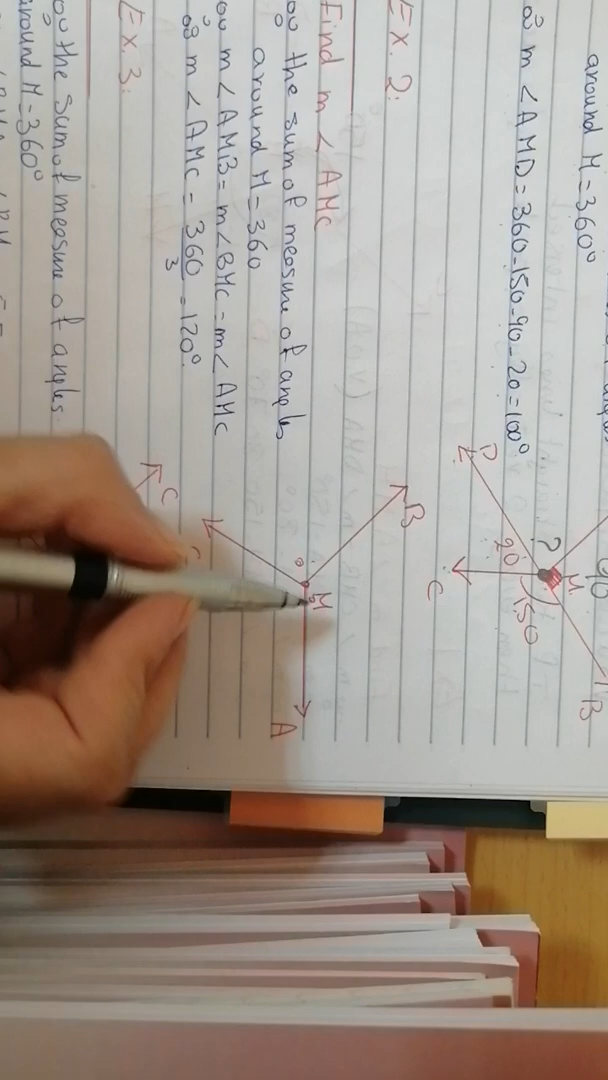 around M = 360°
m < AMD = 360-150-90-20 = 100°
D
?
M
90
20
150
C
B
Ex. 2:
Find m < AMC
the sum of measure of angles
around M = 360
m < AMB = m < BMC = m < AMC
m < AMC = 360/3 = 120°
B
M
A
Ex. 3:
the sum of measure of angles
around M = 360°
C